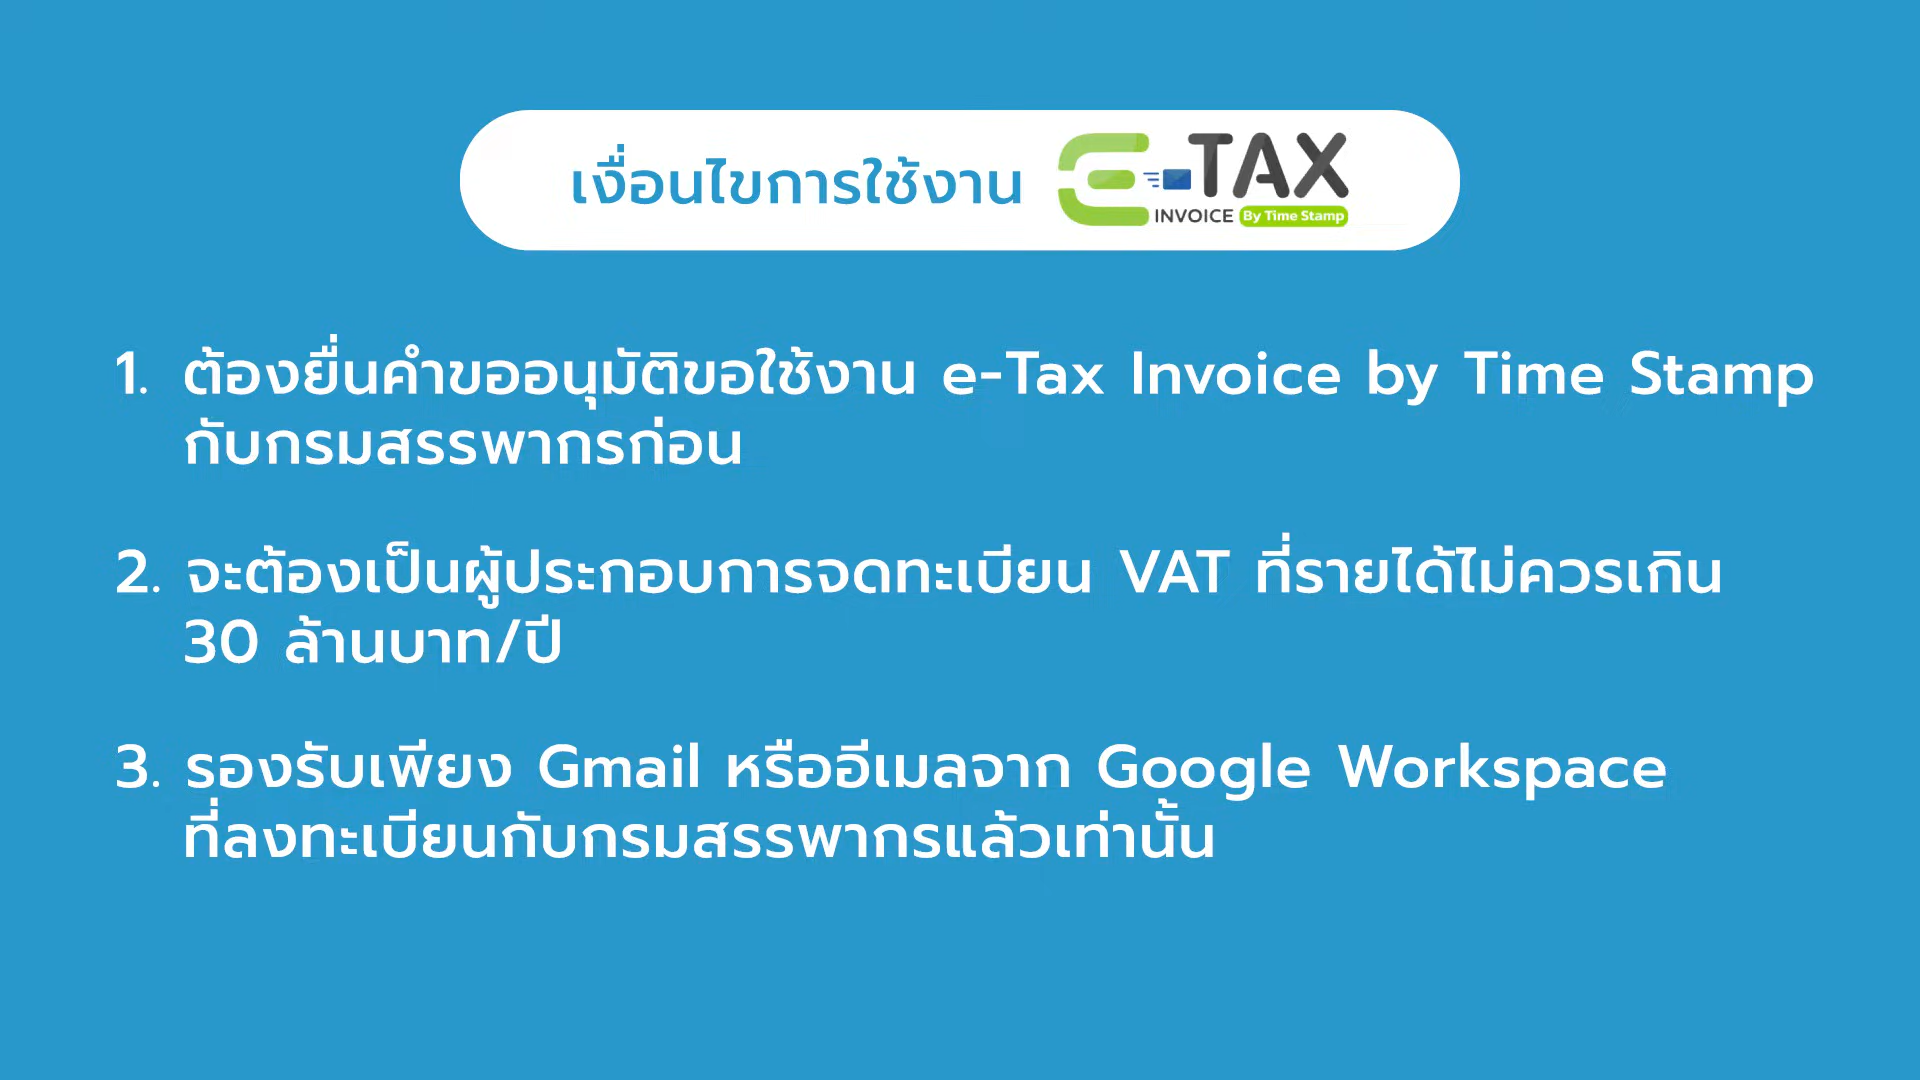 เงื่อนไขการใช้งาน e-TAX INVOICE By Time Stamp
1. ต้องยื่นคำขออนุมัติขอใช้งาน e-Tax Invoice by Time Stamp
กับกรมสรรพากรก่อน
2. จะต้องเป็นผู้ประกอบการจดทะเบียน VAT ที่รายได้ไม่ควรเกิน
30 ล้านบาท/ปี
3. รองรับเพียง Gmail หรืออีเมลจาก Google Workspace
ที่ลงทะเบียนกับกรมสรรพากรแล้วเท่านั้น